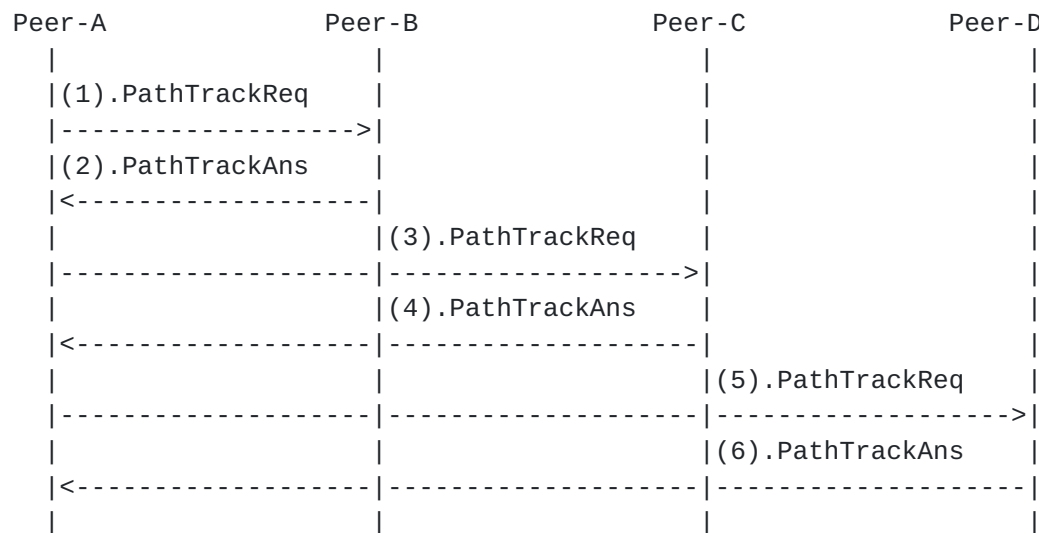 Peer-A Peer-B Peer-C Peer-D
(1).PathTrackReq
(2).PathTrackAns
(3).PathTrackReq
(4).PathTrackAns
(5).PathTrackReq
(6).PathTrackAns